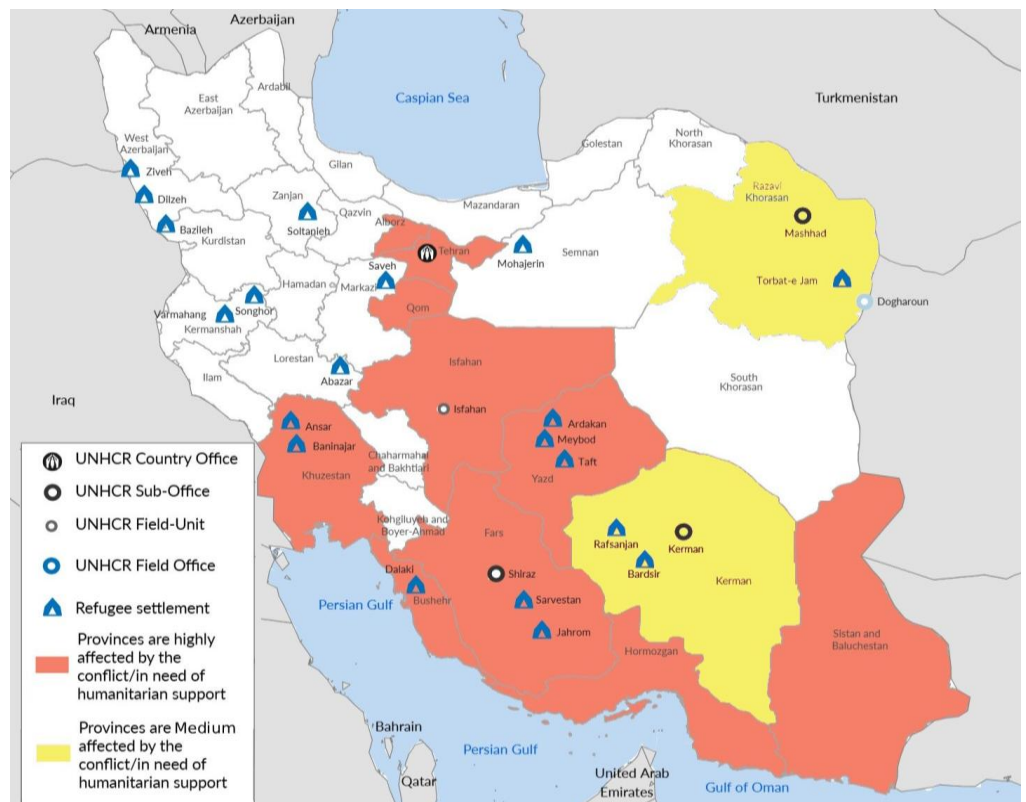 Azerbaijan
Armenia
Ardabil
East
Azerbaijan
Caspian Sea
Turkmenistan
West
Azerbaijan
North
Khorasan
Golestan
Gilan
Ziveh
Razavi
Khorasan
Dilzeh
Zanjan
Mazandaran
Qazvin
Alborz
Mashhad
Bazileh
Soltanieh
Kurdistan
Tehran
Semnan
Mohajerin
Saveh
Hamadan
Markazi
Torbat-e Jam
Dogharoun
Songhor
Varmahang
Kermanshah
Qom
Lorestan
Isfahan
Ilam
Abazar
South
Khorasan
Iraq
Isfahan
Ansar
Ardakan
Baninajar
Meybod
Chaharmahal
and Bakhtiari
Taft
Khuzestan
Yazd
Kohgiluyeh and
Boyer-Ahmad
Fars
Rafsanjan
Kerman
Dalaki
Shiraz
Bardsir
Kerman
Persian Gulf
Bushehr
Sarvestan
Jahrom
Sistan and
Baluchestan
Hormozgan
Bahrain
Persian Gulf
Qatar
United Arab
Emirates
Gulf of Oman
UNHCR Country Office
UNHCR Sub-Office
UNHCR Field-Unit
UNHCR Field Office
Refugee settlement
Provinces are highly
affected by the
conflict/in need of
humanitarian support
Provinces are Medium
affected by the
conflict/in need of
humanitarian support